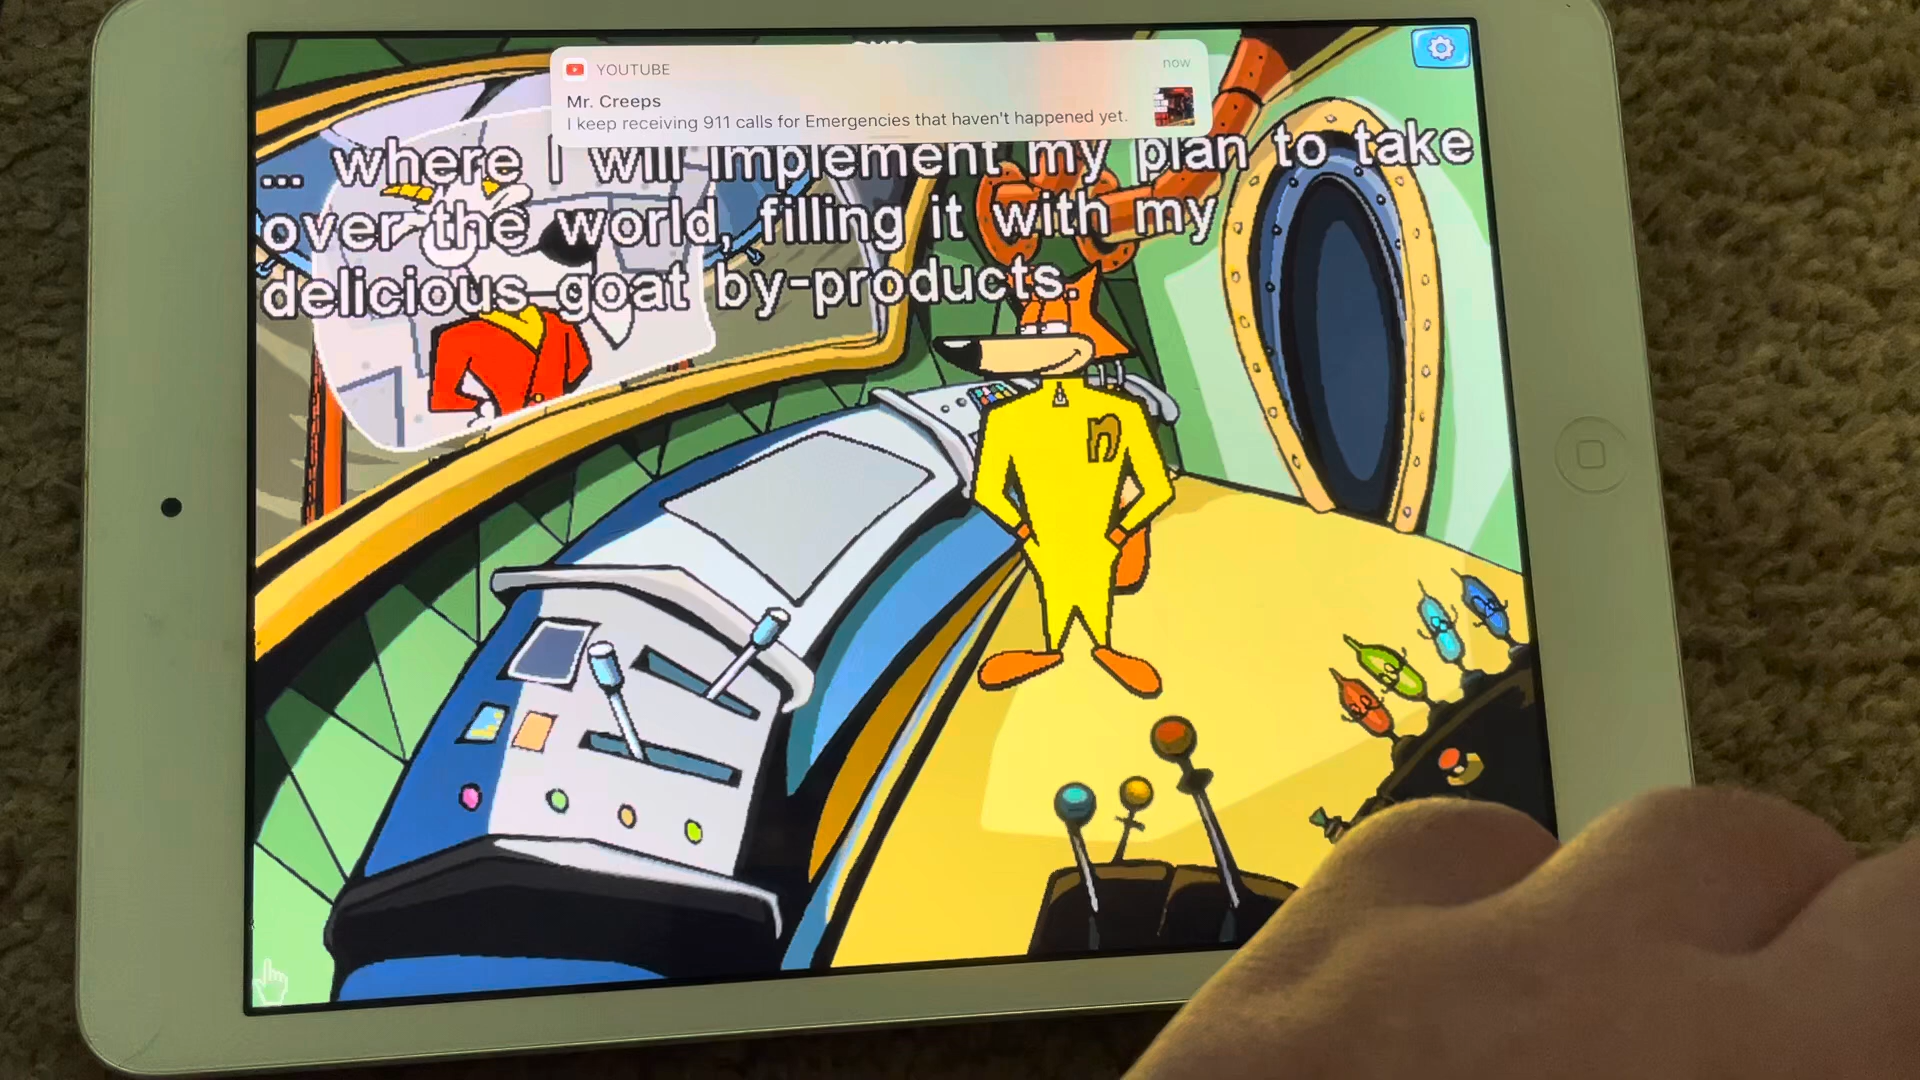 YOUTUBE
now
Mr. Creeps
I keep receiving 911 calls for Emergencies that haven't happened yet.
... where I will implement my plan to take
over the world, filling it with my
delicious goat by-products.
n